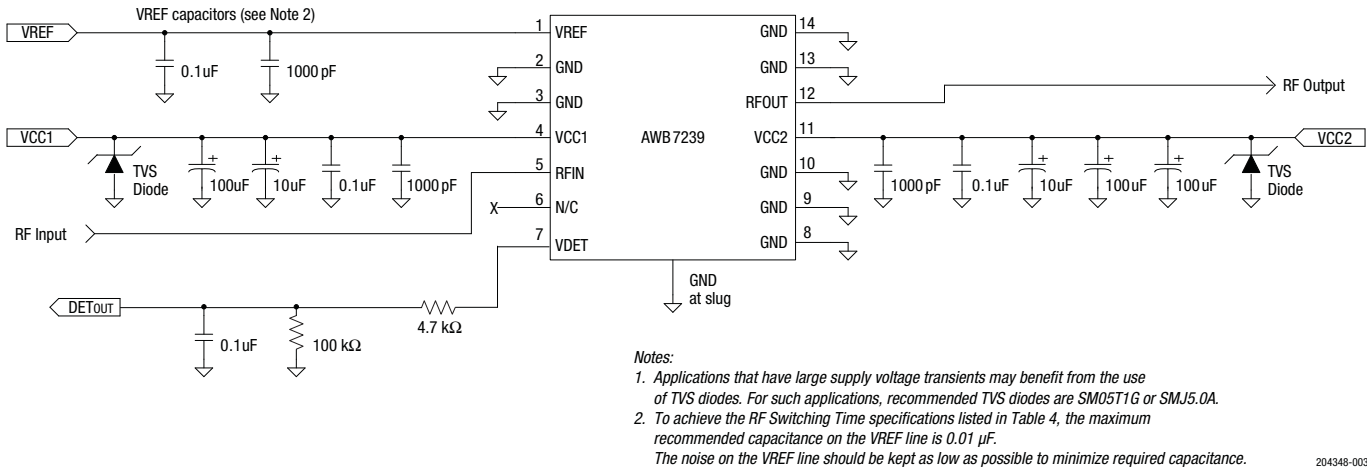 VREF capacitors (see Note 2)
VREF
0.1uF
1000 pF
1
VREF
2
GND
3
GND
4
VCC1
5
RFIN
6
N/C
7
VDET
AWB7239
GND
14
GND
13
RFOUT
12
VCC2
11
GND
10
GND
9
GND
8
GND
at slug
RF Output
VCC1
TVS
Diode
100uF
+
10uF
+
0.1uF
1000 pF
VCC2
1000 pF
0.1uF
+
10uF
+
100uF
+
100uF
TVS
Diode
X
RF Input
DETOUT
0.1uF
100 kΩ
4.7 kΩ
Notes:
1. Applications that have large supply voltage transients may benefit from the use
of TVS diodes. For such applications, recommended TVS diodes are SM05T1G or SMJ5.0A.
2. To achieve the RF Switching Time specifications listed in Table 4, the maximum
recommended capacitance on the VREF line is 0.01 µF.
The noise on the VREF line should be kept as low as possible to minimize required capacitance.
204348-003